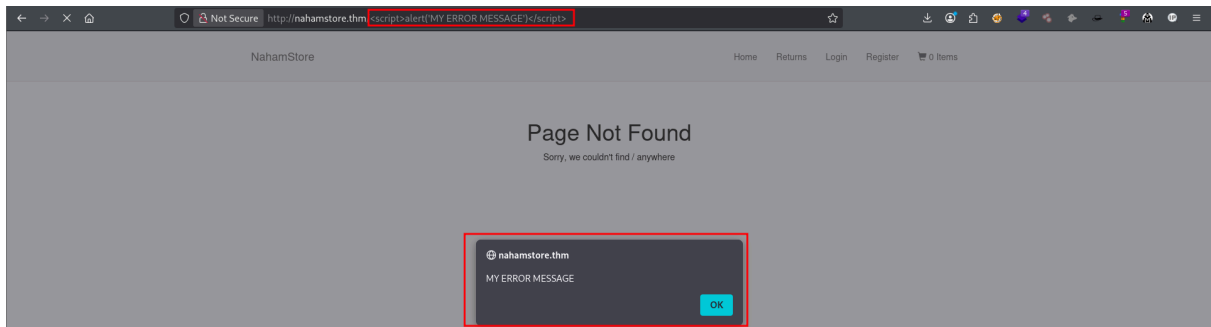 Not Secure http://nahamstore.thm/<script>alert('MY ERROR MESSAGE')</script>
NahamStore Home Returns Login Register 0 Items
Page Not Found
Sorry, we couldn't find / anywhere
nahamstore.thm
MY ERROR MESSAGE
OK